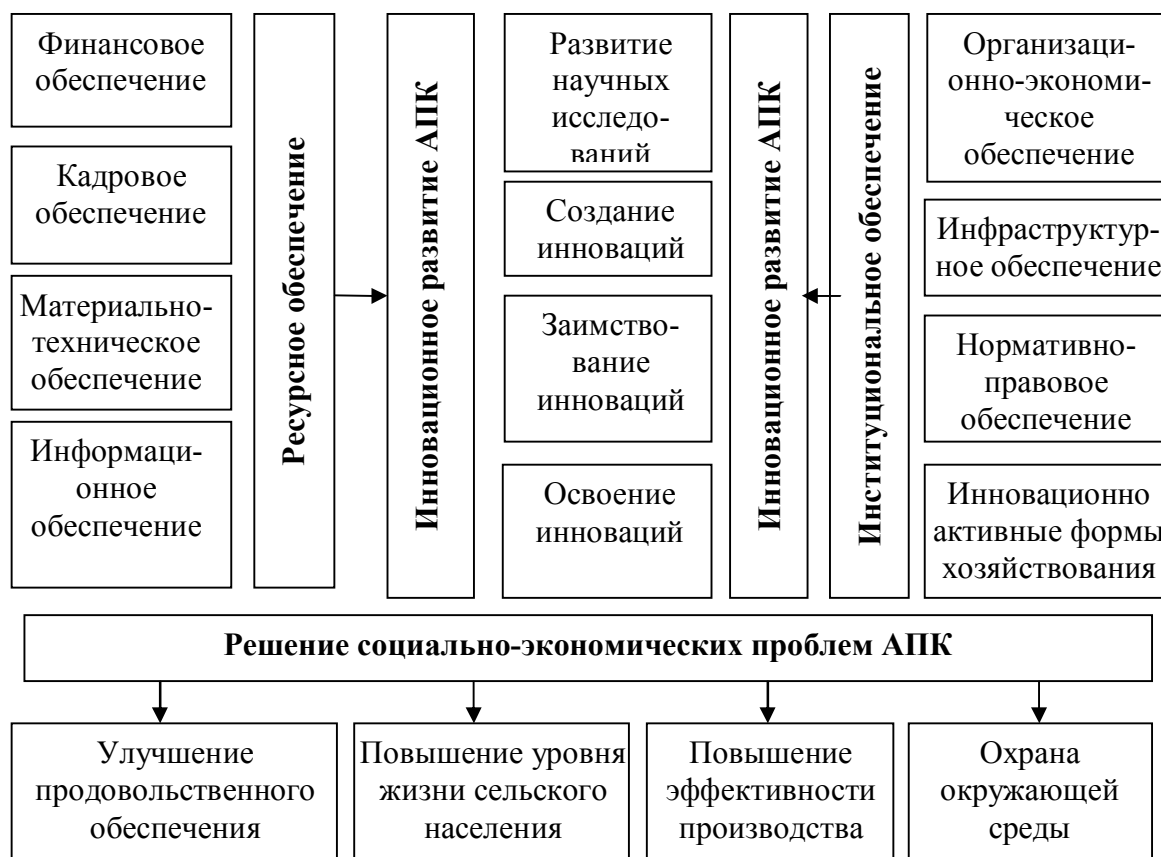 Финансовое
обеспечение
Кадровое
обеспечение
Материально-
техническое
обеспечение
Информаци-
онное
обеспечение
Ресурсное обеспечение
Инновационное развитие АПК
Развитие
научных
исследо-
ваний
Создание
инноваций
Заимство-
вание
инноваций
Освоение
инноваций
Инновационное развитие АПК
Институциональное обеспечение
Организаци-
онно-экономи-
ческое
обеспечение
Инфраструктур-
ное обеспечение
Нормативно-
правовое
обеспечение
Инновационно
активные формы
хозяйствования
Решение социально-экономических проблем АПК
Улучшение
продовольственного
обеспечения
Повышение уровня
жизни сельского
населения
Повышение
эффективности
производства
Охрана
окружающей
среды